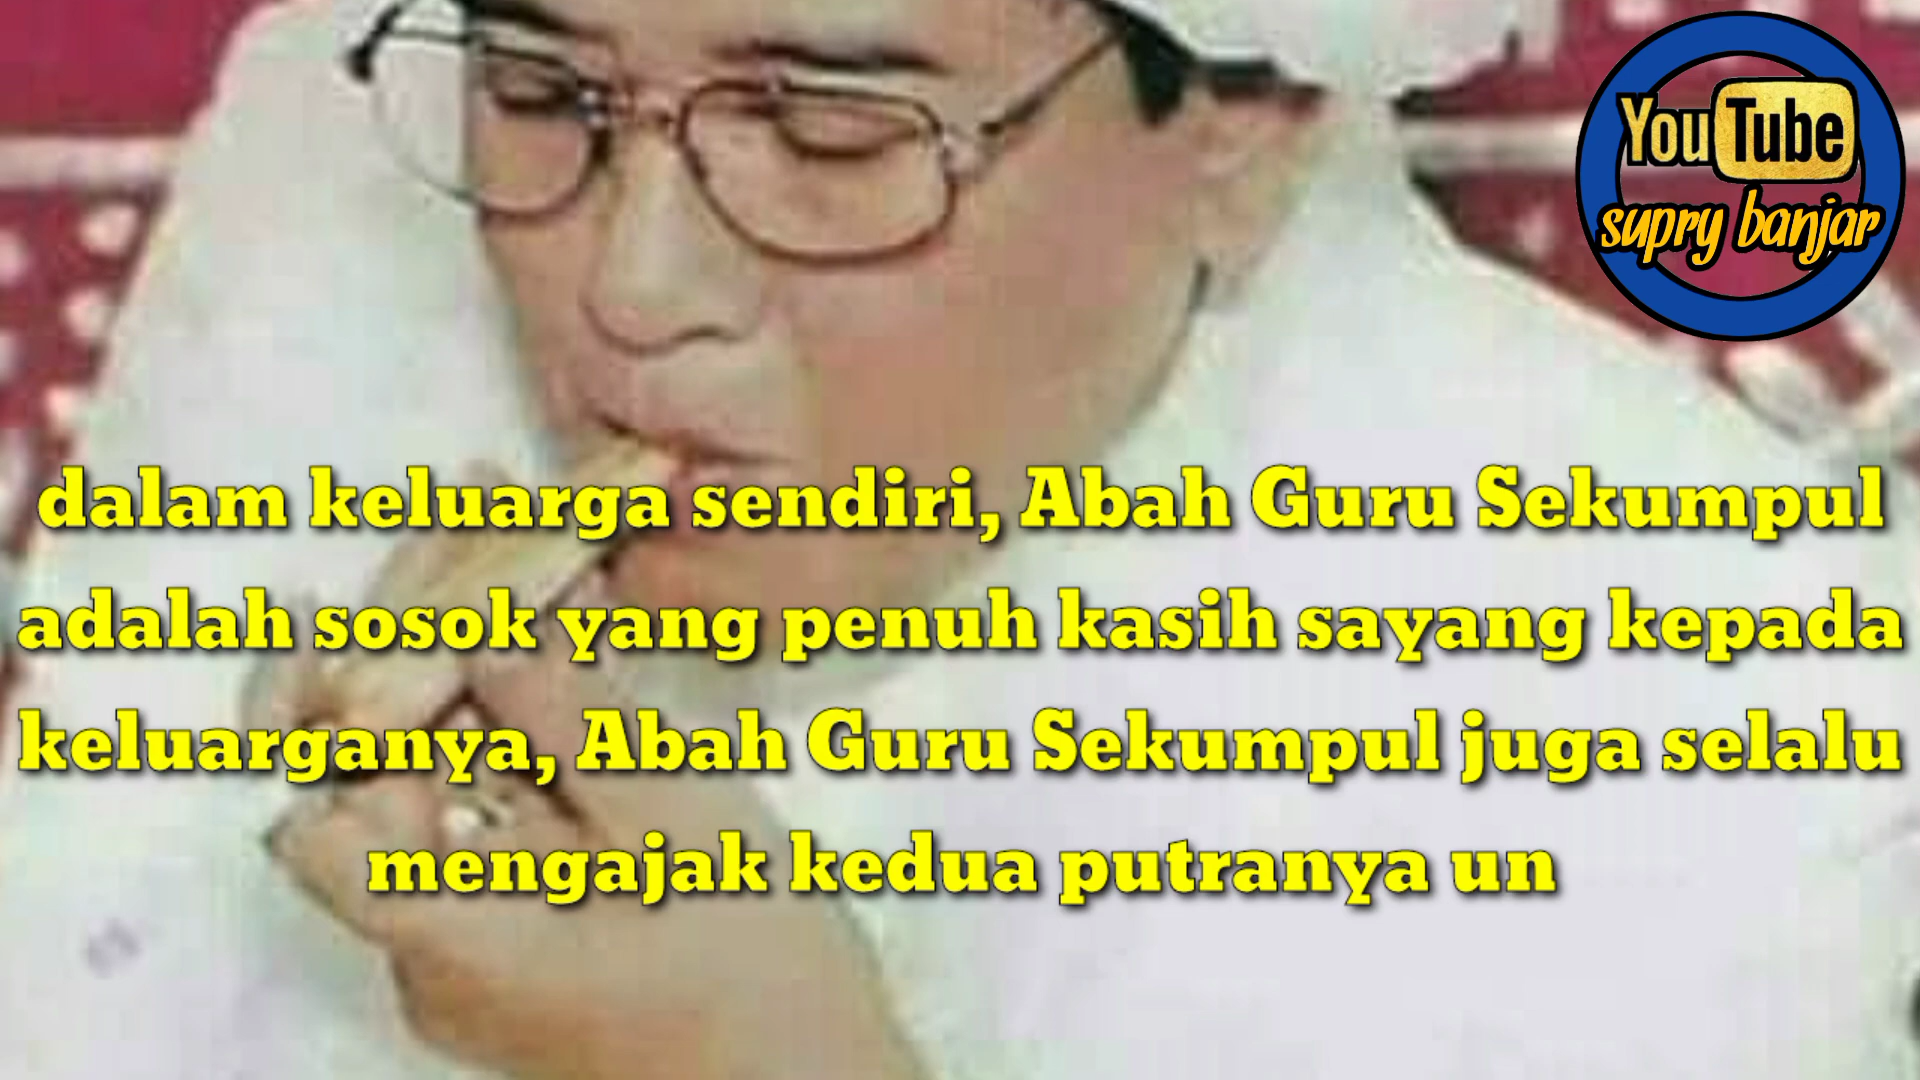 YouTube
supry banjar
dalam keluarga sendiri, Abah Guru Sekumpul
adalah sosok yang penuh kasih sayang kepada
keluarganya, Abah Guru Sekumpul juga selalu
mengajak kedua putranya un